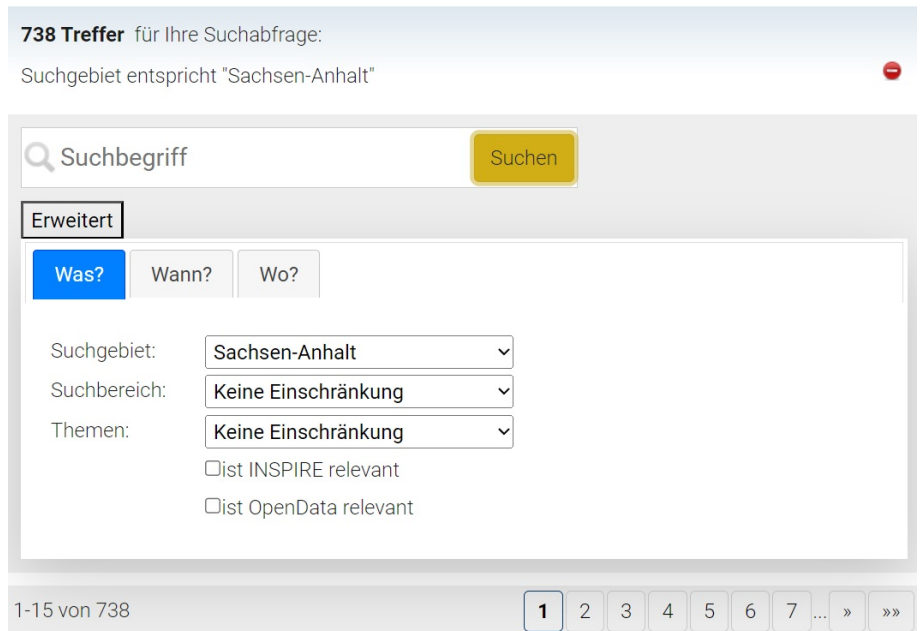 738 Treffer für Ihre Suchabfrage:
Suchgebiet entspricht "Sachsen-Anhalt"
Suchbegriff
Suchen
Erweitert
Was? Wann? Wo?
Suchgebiet: Sachsen-Anhalt
Suchbereich: Keine Einschränkung
Themen: Keine Einschränkung
ist INSPIRE relevant
ist OpenData relevant
1-15 von 738 1 2 3 4 5 6 7 ... » »»